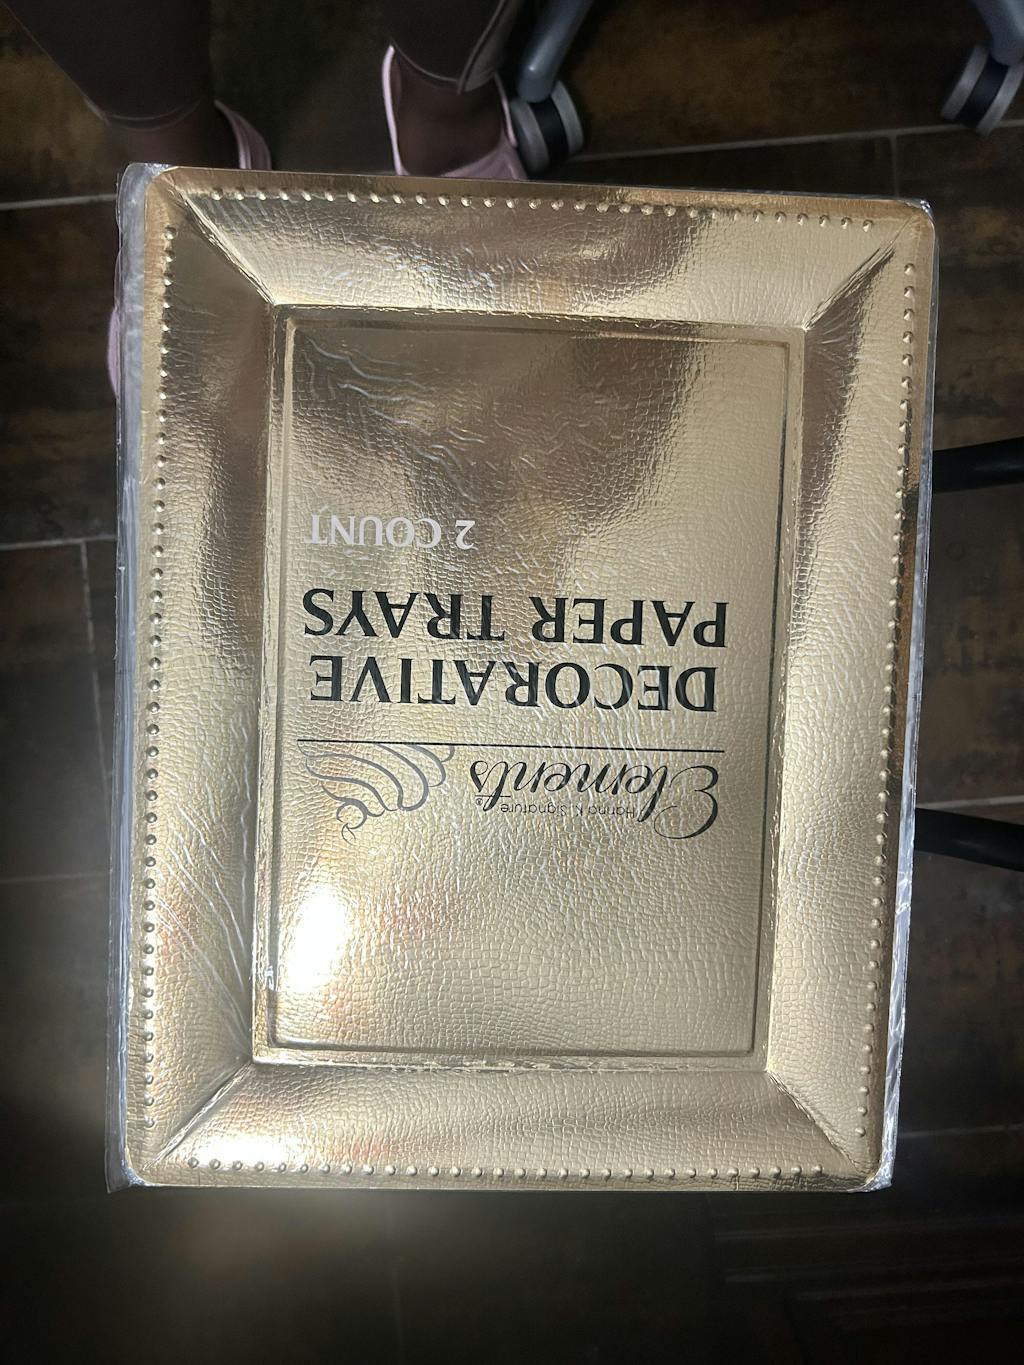 Hanna K. Signature
Elements®
DECORATIVE
PAPER TRAYS
2 COUNT